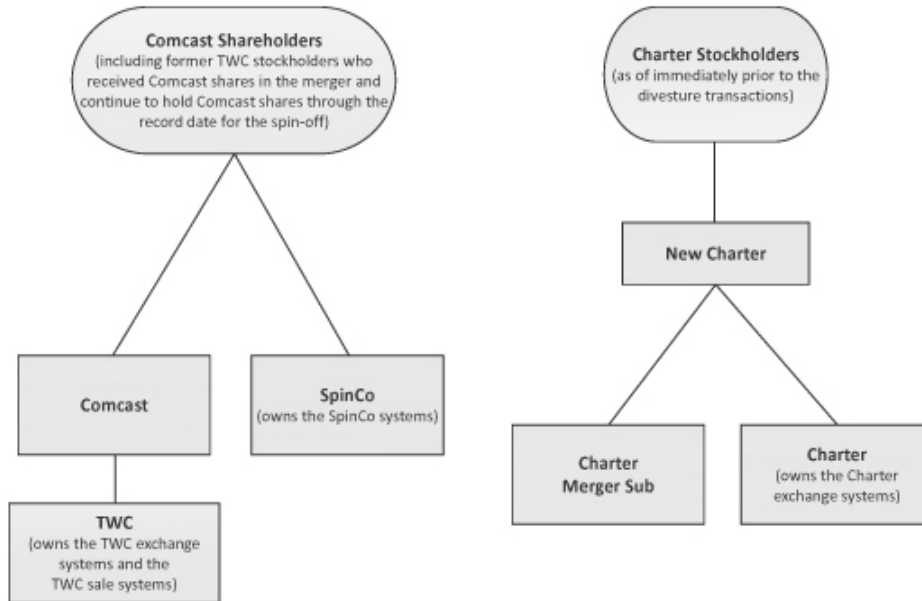 Comcast Shareholders
(including former TWC stockholders who
received Comcast shares in the merger and
continue to hold Comcast shares through the
record date for the spin-off)
Charter Stockholders
(as of immediately prior to the
divesture transactions)
New Charter
Comcast
SpinCo
(owns the SpinCo systems)
Charter
Merger Sub
Charter
(owns the Charter
exchange systems)
TWC
(owns the TWC exchange
systems and the
TWC sale systems)